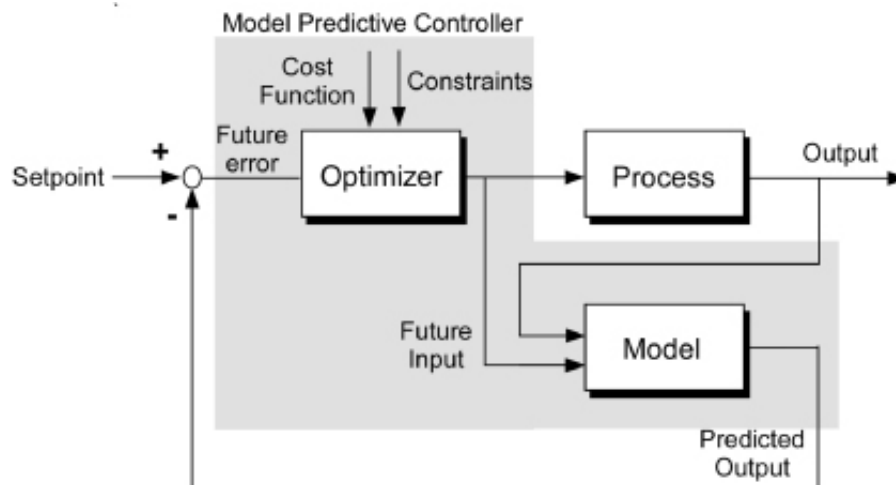 Model Predictive Controller
Cost
Function
Constraints
Future
error
+
Setpoint
-
Optimizer
Process
Output
Future
Input
Model
Predicted
Output